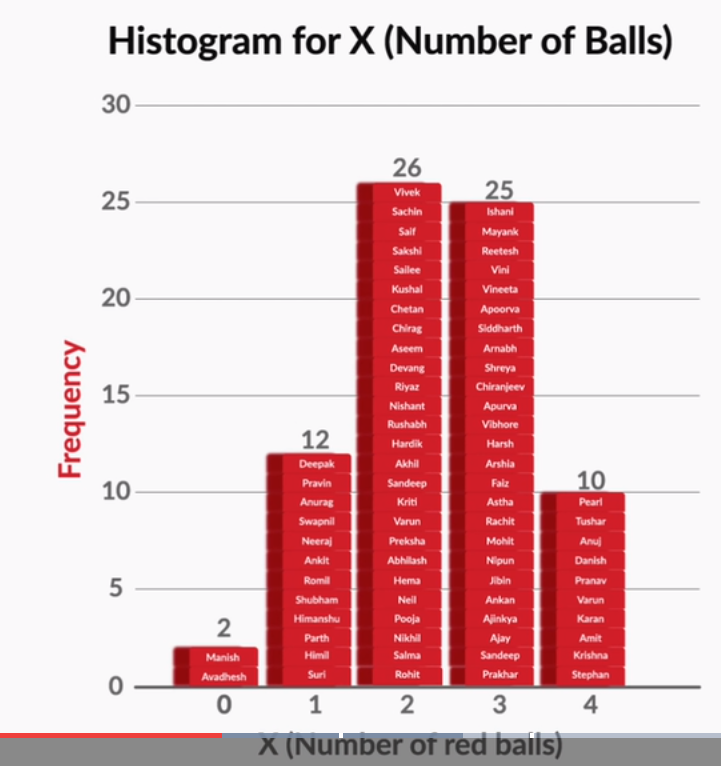 Histogram for X (Number of Balls)
30
25
20
15
10
5
0
Frequency
2
Manish
Avadhesh
12
Deepak
Pravin
Anurag
Swapnil
Neeraj
Ankit
Romil
Shubham
Himanshu
Parth
Himil
Suri
26
Vivek
Sachin
Saif
Sakshi
Sailee
Kushal
Chetan
Chirag
Aseem
Devang
Riyaz
Nishant
Rushabh
Hardik
Akhil
Sandeep
Kriti
Varun
Preksha
Abhilash
Hema
Neil
Pooja
Nikhil
Salma
Rohit
25
Ishani
Mayank
Reetesh
Vini
Vineeta
Apoorva
Siddharth
Arnabh
Shreya
Chiranjeev
Apurva
Vibhore
Harsh
Arshia
Faiz
Astha
Rachit
Mohit
Nipun
Jibin
Ankan
Ajinkya
Ajay
Sandeep
Prakhar
10
Pearl
Tushar
Anuj
Danish
Pranav
Varun
Karan
Amit
Krishna
Stephan
0 1 2 3 4
X (Number of red balls)